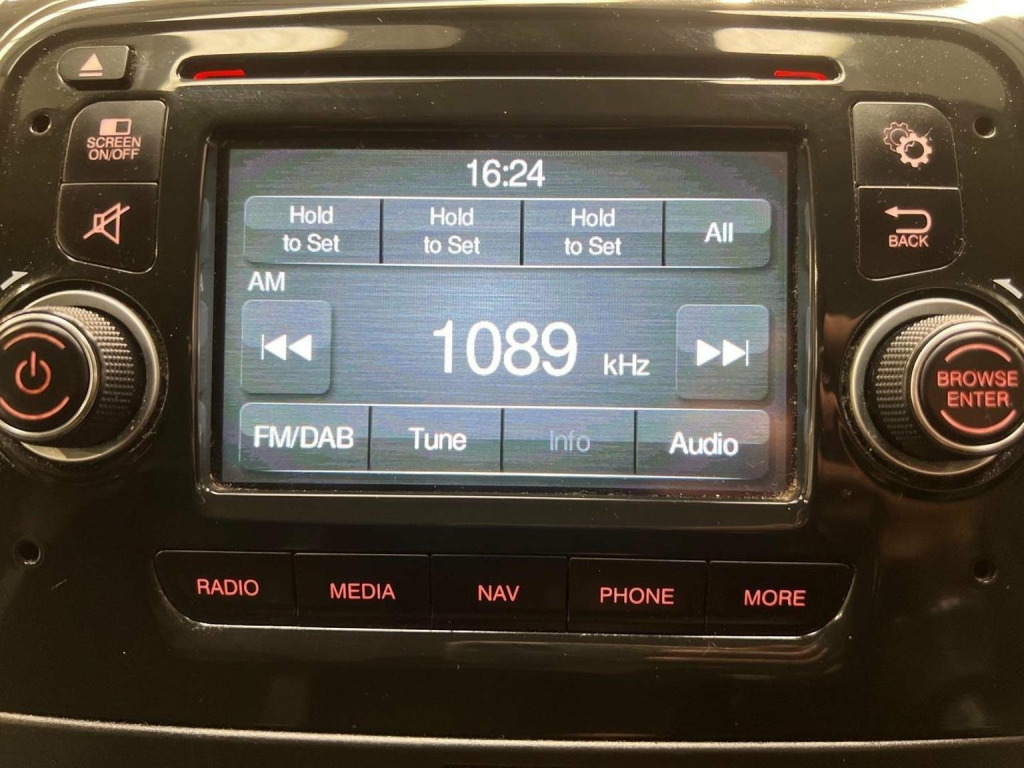 16:24
SCREEN
ON/OFF
Hold
to Set
Hold
to Set
Hold
to Set
All
BACK
AM
1089 kHz
BROWSE
ENTER
FM/DAB
Tune
Info
Audio
RADIO
MEDIA
NAV
PHONE
MORE